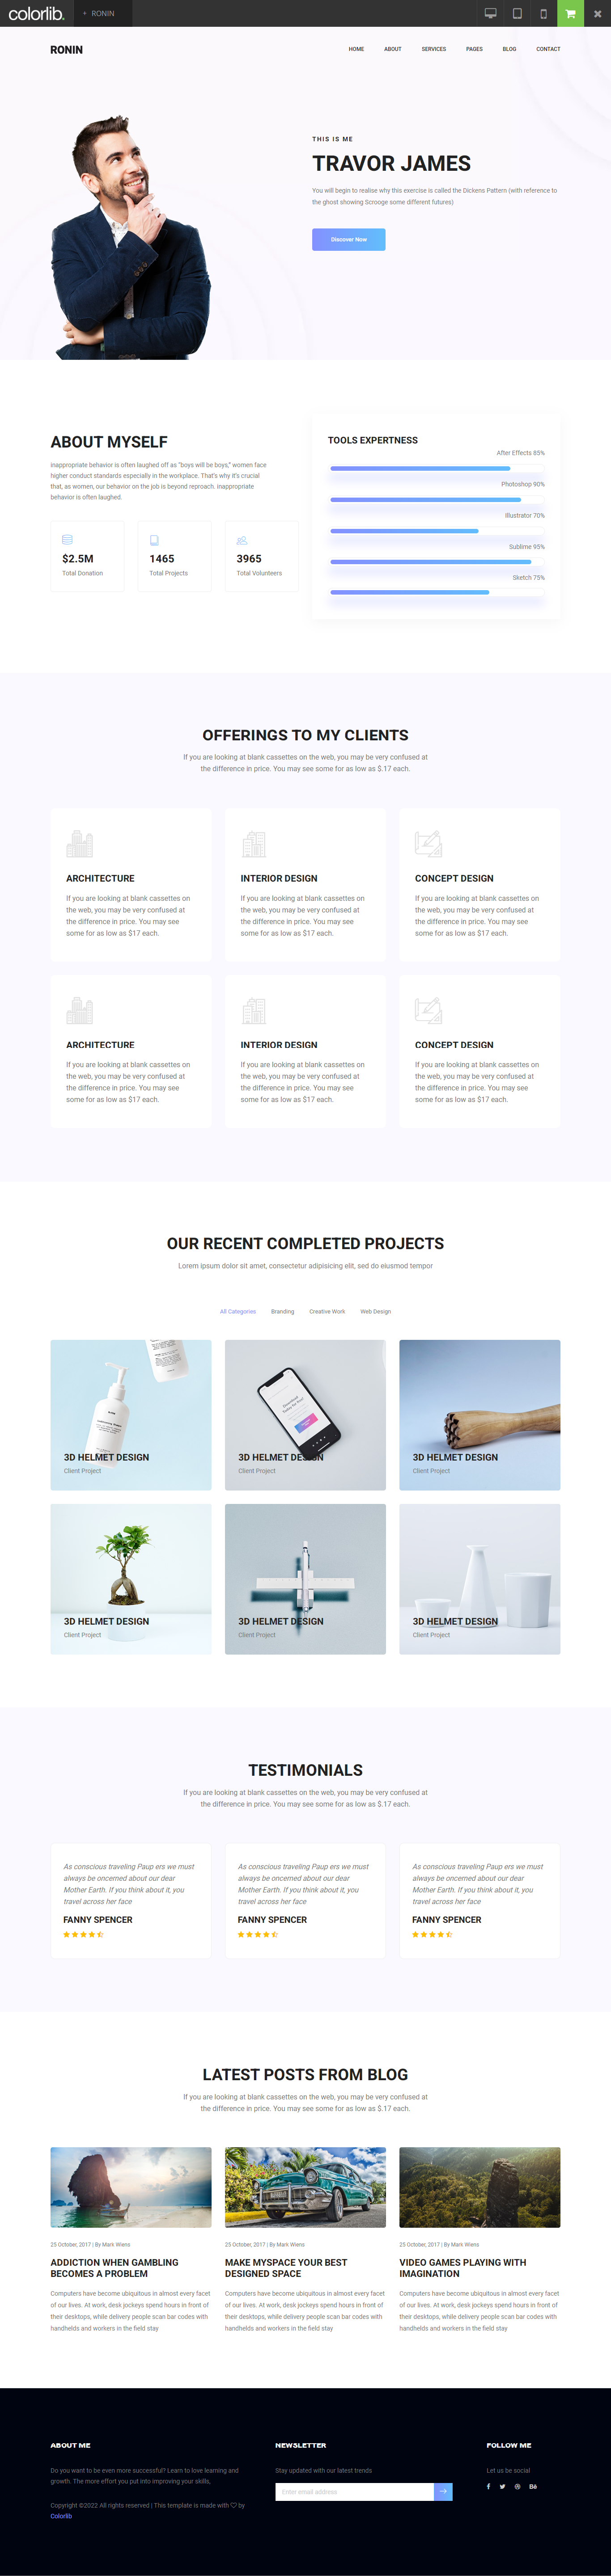 colorlib.
+ RONIN
RONIN
HOME ABOUT SERVICES PAGES BLOG CONTACT
THIS IS ME
TRAVOR JAMES
You will begin to realise why this exercise is called the Dickens Pattern (with reference to
the ghost showing Scrooge some different futures)
Discover Now
ABOUT MYSELF
inappropriate behavior is often laughed off as "boys will be boys," women face
higher conduct standards especially in the workplace. That's why it's crucial
that, as women, our behavior on the job is beyond reproach. inappropriate
behavior is often laughed.
$2.5M
Total Donation
1465
Total Projects
3965
Total Volunteers
TOOLS EXPERTNESS
After Effects 85%
Photoshop 90%
Illustrator 70%
Sublime 95%
Sketch 75%
OFFERINGS TO MY CLIENTS
If you are looking at blank cassettes on the web, you may be very confused at
the difference in price. You may see some for as low as $.17 each.
ARCHITECTURE
If you are looking at blank cassettes on
the web, you may be very confused at
the difference in price. You may see
some for as low as $17 each.
INTERIOR DESIGN
If you are looking at blank cassettes on
the web, you may be very confused at
the difference in price. You may see
some for as low as $17 each.
CONCEPT DESIGN
If you are looking at blank cassettes on
the web, you may be very confused at
the difference in price. You may see
some for as low as $17 each.
ARCHITECTURE
If you are looking at blank cassettes on
the web, you may be very confused at
the difference in price. You may see
some for as low as $17 each.
INTERIOR DESIGN
If you are looking at blank cassettes on
the web, you may be very confused at
the difference in price. You may see
some for as low as $17 each.
CONCEPT DESIGN
If you are looking at blank cassettes on
the web, you may be very confused at
the difference in price. You may see
some for as low as $17 each.
OUR RECENT COMPLETED PROJECTS
Lorem ipsum dolor sit amet, consectetur adipisicing elit, sed do eiusmod tempor
All Categories Branding Creative Work Web Design
3D HELMET DESIGN
Client Project
3D HELMET DESIGN
Client Project
3D HELMET DESIGN
Client Project
3D HELMET DESIGN
Client Project
3D HELMET DESIGN
Client Project
3D HELMET DESIGN
Client Project
TESTIMONIALS
If you are looking at blank cassettes on the web, you may be very confused at
the difference in price. You may see some for as low as $.17 each.
As conscious traveling Paup ers we must
always be oncerned about our dear
Mother Earth. If you think about it, you
travel across her face
FANNY SPENCER
As conscious traveling Paup ers we must
always be oncerned about our dear
Mother Earth. If you think about it, you
travel across her face
FANNY SPENCER
As conscious traveling Paup ers we must
always be oncerned about our dear
Mother Earth. If you think about it, you
travel across her face
FANNY SPENCER
LATEST POSTS FROM BLOG
If you are looking at blank cassettes on the web, you may be very confused at
the difference in price. You may see some for as low as $.17 each.
25 October, 2017 | By Mark Wiens
ADDICTION WHEN GAMBLING
BECOMES A PROBLEM
Computers have become ubiquitous in almost every facet
of our lives. At work, desk jockeys spend hours in front of
their desktops, while delivery people scan bar codes with
handhelds and workers in the field stay
25 October, 2017 | By Mark Wiens
MAKE MYSPACE YOUR BEST
DESIGNED SPACE
Computers have become ubiquitous in almost every facet
of our lives. At work, desk jockeys spend hours in front of
their desktops, while delivery people scan bar codes with
handhelds and workers in the field stay
25 October, 2017 | By Mark Wiens
VIDEO GAMES PLAYING WITH
IMAGINATION
Computers have become ubiquitous in almost every facet
of our lives. At work, desk jockeys spend hours in front of
their desktops, while delivery people scan bar codes with
handhelds and workers in the field stay
ABOUT ME
Do you want to be even more successful? Learn to love learning and
growth. The more effort you put into improving your skills,
Copyright ©2022 All rights reserved | This template is made with ♡ by
Colorlib
NEWSLETTER
Stay updated with our latest trends
Enter email address
FOLLOW ME
Let us be social